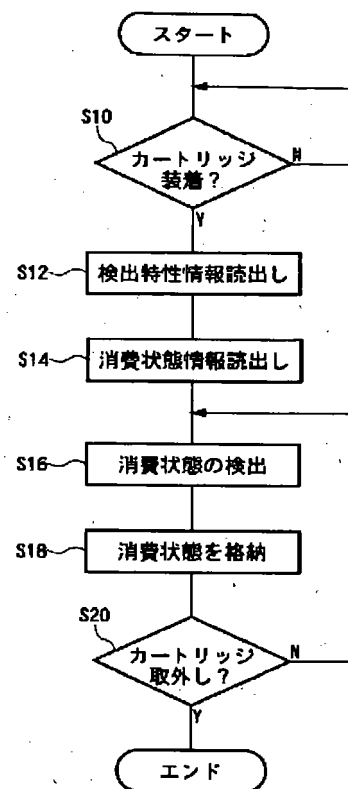 スタート
S10
カートリッジ
装着？
N
Y
S12
検出特性情報読出し
S14
消費状態情報読出し
S16
消費状態の検出
S18
消費状態を格納
S20
カートリッジ
取外し？
N
Y
エンド